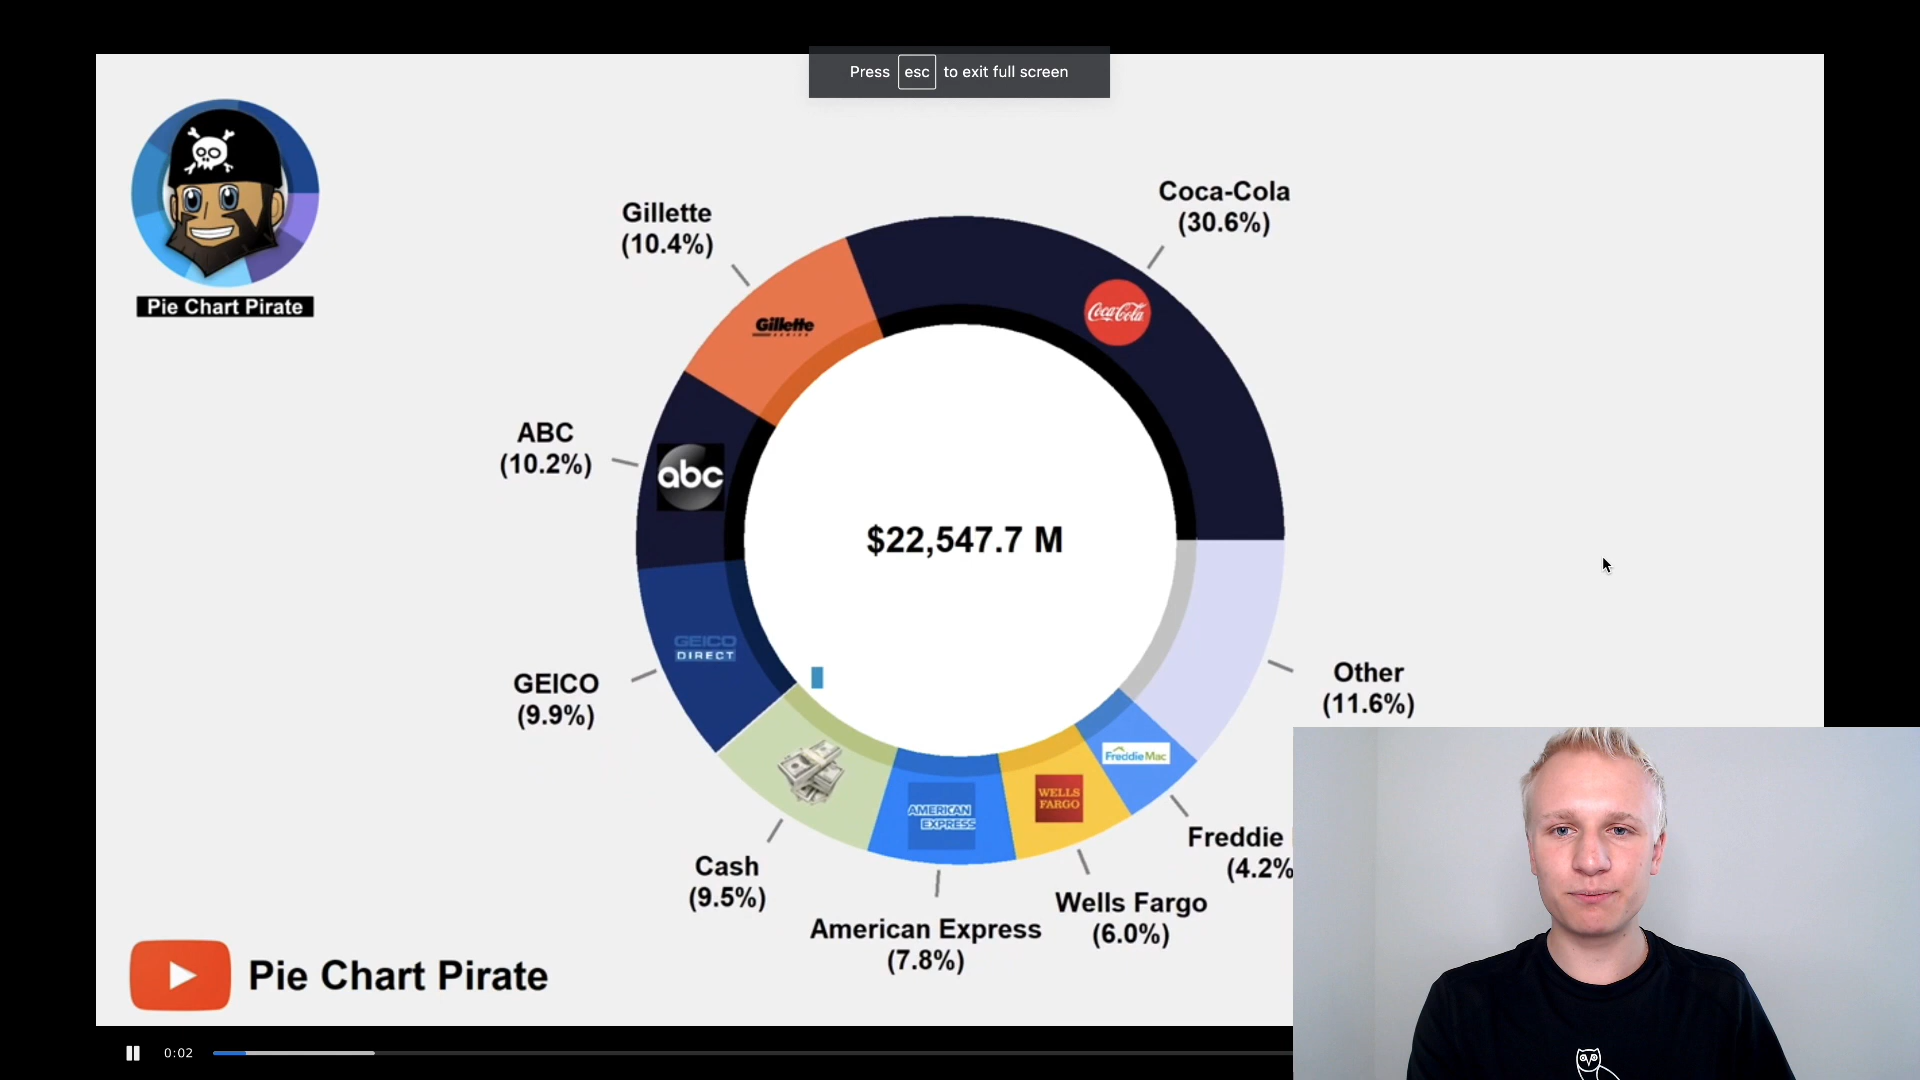 Press esc to exit full screen
Pie Chart Pirate
Coca-Cola
(30.6%)
Gillette
(10.4%)
Coca-Cola
Gillette
SERIES
ABC
(10.2%)
abc
$22,547.7 M
GEICO
DIRECT
GEICO
(9.9%)
Other
(11.6%)
FreddieMac
WELLS
FARGO
AMERICAN
EXPRESS
Freddie
(4.2%
Cash
(9.5%)
Wells Fargo
(6.0%)
American Express
(7.8%)
Pie Chart Pirate
0:02